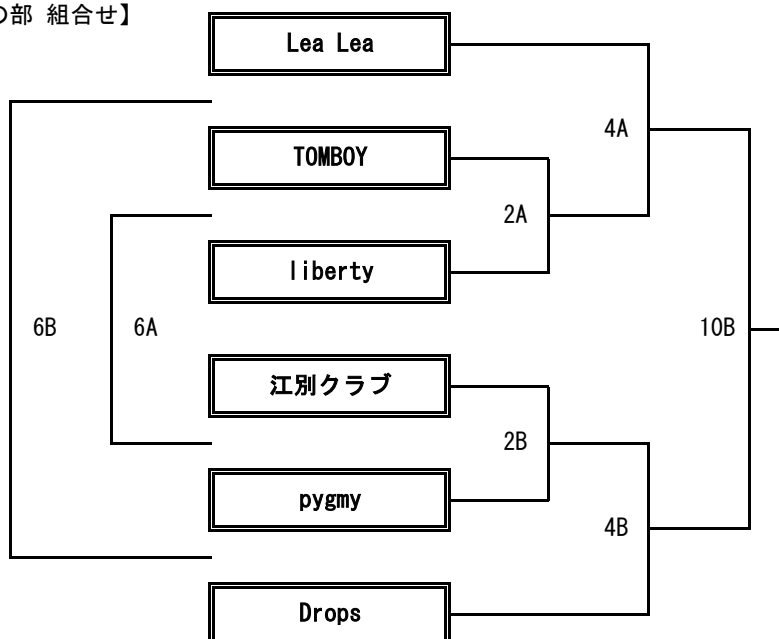 の部 組合せ】
Lea Lea
4A
TOMBOY
2A
liberty
6B
6A
10B
江別クラブ
2B
pygmy
4B
Drops